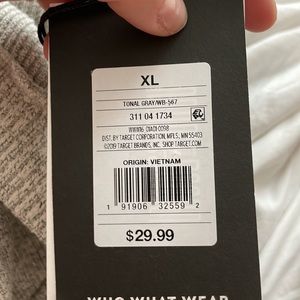 XL
TONAL GRAY/WB-567
311 04 1734
DIST. BY TARGET CORPORATION, MPLS, MN 55403
©2019 TARGET BRANDS, INC. SHOP TARGET.COM
ORIGIN: VIETNAM
1 91906 32559 2
$29.99
WHO WHAT WEAR